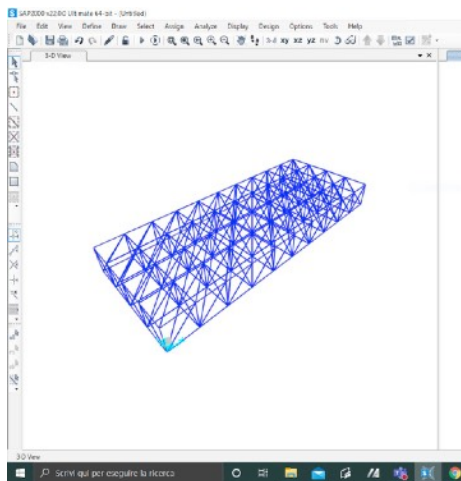 SAP2000 v22.0.0 Ultimate 64-bit - (Untitled)
File Edit View Define Draw Select Assign Analyze Display Design Options Tools Help
3-d xy xz yz nv
3-D View
3-D View
Scrivi qui per eseguire la ricerca